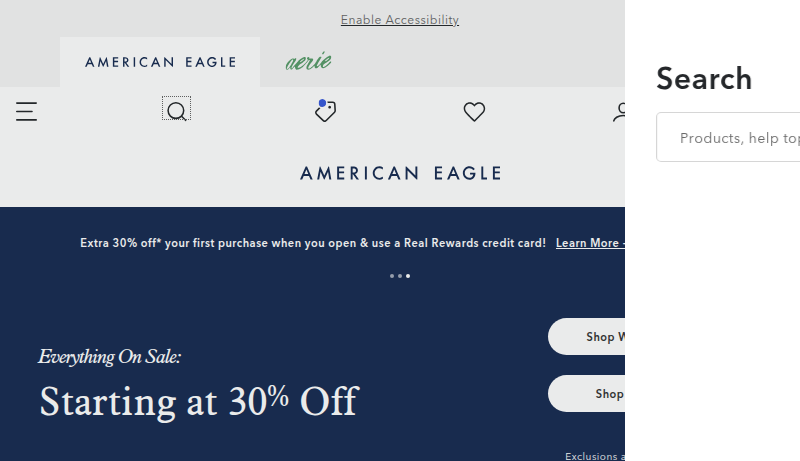 Enable Accessibility
AMERICAN EAGLE
aerie
Search
Products, help top
AMERICAN EAGLE
Extra 30% off* your first purchase when you open & use a Real Rewards credit card! Learn More
Everything On Sale:
Starting at 30% Off
Shop W
Shop
Exclusions a